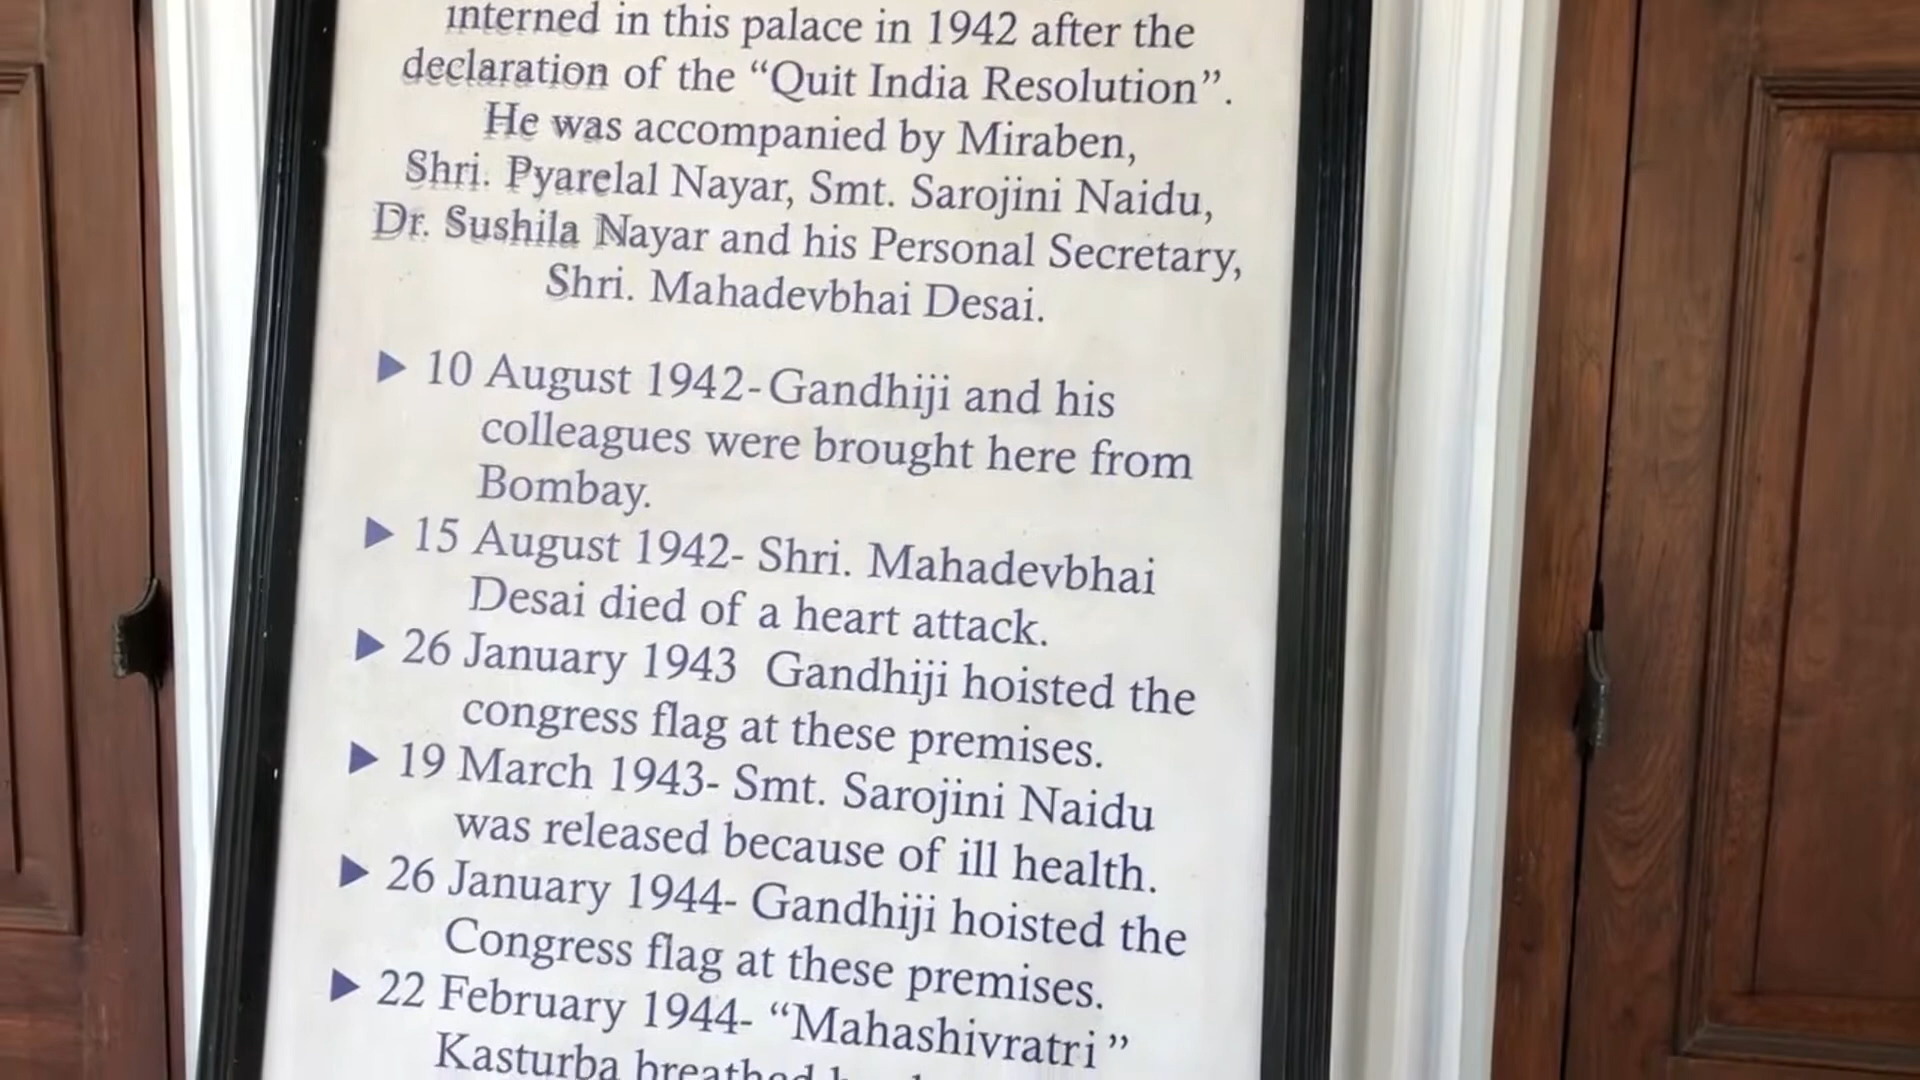 interned in this palace in 1942 after the
declaration of the “Quit India Resolution”.
He was accompanied by Miraben,
Shri. Pyarelal Nayar, Smt. Sarojini Naidu,
Dr. Sushila Nayar and his Personal Secretary,
Shri. Mahadevbhai Desai.
▶ 10 August 1942-Gandhiji and his
colleagues were brought here from
Bombay.
▶ 15 August 1942- Shri. Mahadevbhai
Desai died of a heart attack.
▶ 26 January 1943 Gandhiji hoisted the
congress flag at these premises.
▶ 19 March 1943- Smt. Sarojini Naidu
was released because of ill health.
▶ 26 January 1944- Gandhiji hoisted the
Congress flag at these premises.
▶ 22 February 1944- “Mahashivratri”
Kasturba breathed